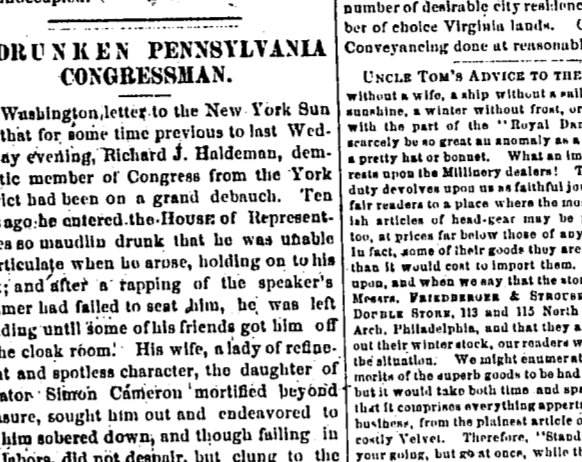 DRUNKEN PENNSYLVANIA
CONGRESSMAN.
Washington letter to the New York Sun
that for some time previous to last Wed-
ay evening, Richard J. Haldeman, dem-
tic member of Congress from the York
ict had been on a grand debauch. Ten
ago he entered the House of Represent-
es so maudlin drunk that he was unable
rticulate when he arose, holding on to his
; and after a rapping of the speaker's
mer had failed to seat him, he was left
ding until some of his friends got him off
he cloak room. His wife, a lady of refine-
t and spotless character, the daughter of
ator Simon Cameron mortified beyond
asure, sought him out and endeavored to
him sobered down, and though failing in
labors, did not despair, but clung to the
number of desirable city residenc
ber of choice Virginia lands.
Conveyancing done at reasonabl
UNCLE TOM'S ADVICE TO THE
without a wife, a ship without a sail
sunshine, a winter without frost, or
with the part of the "Royal Dan
scarcely be so great an anomaly as a
a pretty hat or bonnet. What an im
rests upon the Millinery dealers! T
duty devolves upon us as faithful jou
fair readers to a place where the mo
ish articles of head-gear may be
too, at prices far below those of any
In fact, some of their goods they are
than it would cost to import them.
upon, and when we say that the stor
Messrs. FRIEDBERGER & STROUSE
DOUBLE STORE, 113 and 115 North
Arch, Philadelphia, and that they a
out their winter stock, our readers w
the situation. We might enumerat
merits of the superb goods to be had
but it would take both time and spa
that it comprises everything apperti
business, from the plainest article o
costly Velvet. Therefore, "Stand
your going, but go at once, while t